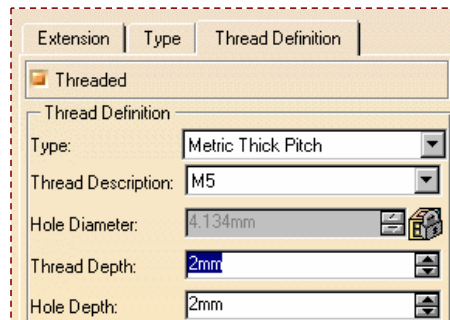 Extension Type Thread Definition
Threaded
Thread Definition
Type: Metric Thick Pitch
Thread Description: M5
Hole Diameter: 4.134mm
Thread Depth: 2mm
Hole Depth: 2mm